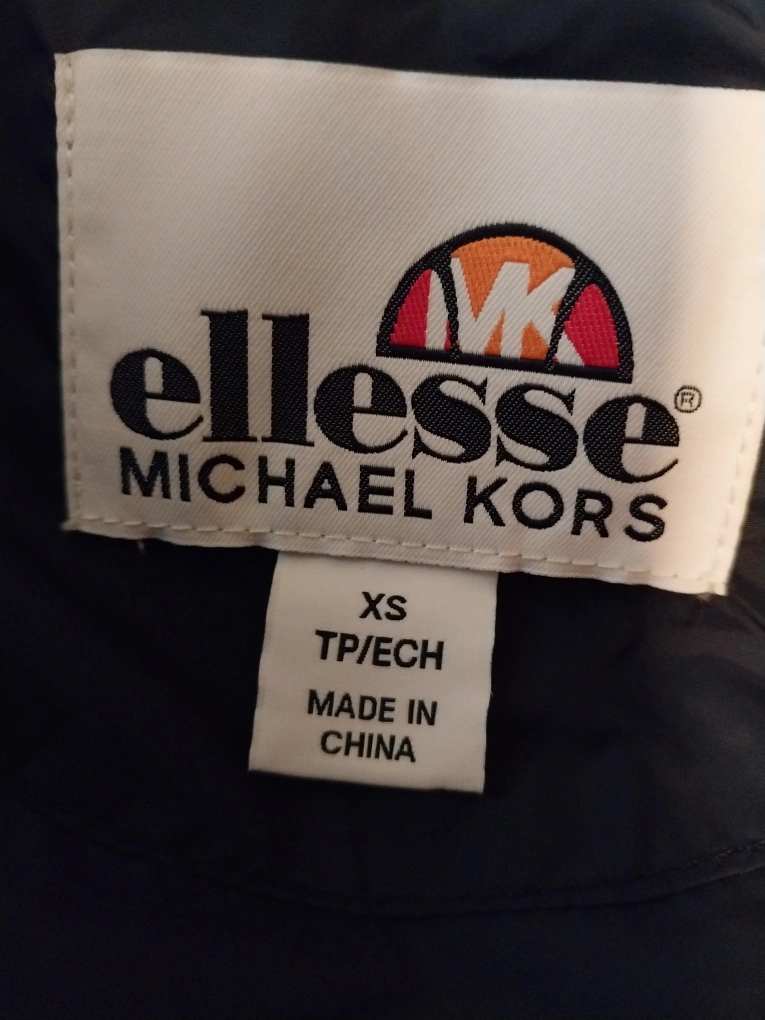 MK
ellesse®
MICHAEL KORS
XS
TP/ECH
MADE IN
CHINA